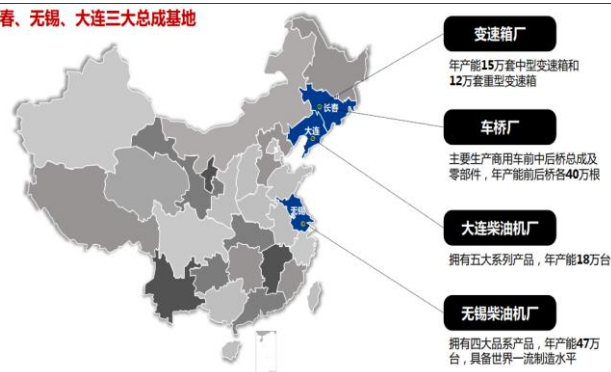 春、无锡、大连三大总成基地
变速箱厂
年产能15万套中型变速箱和
12万套重型变速箱
长春
车桥厂
大连
主要生产商用车前中后桥总成及
零部件，年产能前后桥各40万根
大连柴油机厂
无锡
拥有五大系列产品，年产能18万台
无锡柴油机厂
拥有四大品系产品，年产能47万
台，具备世界一流制造水平